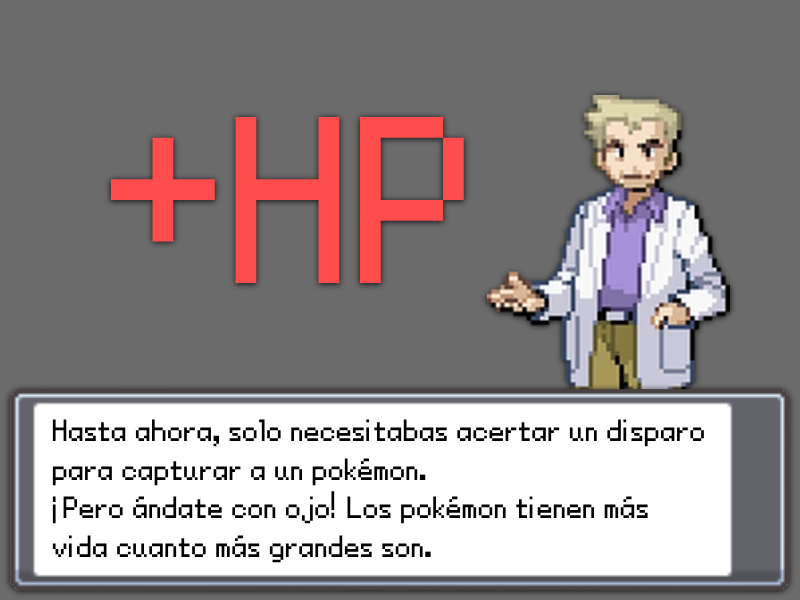 +HP
Hasta ahora, solo necesitabas acertar un disparo
para capturar a un pokémon.
¡Pero ándate con ojo! Los pokémon tienen más
vida cuanto más grandes son.